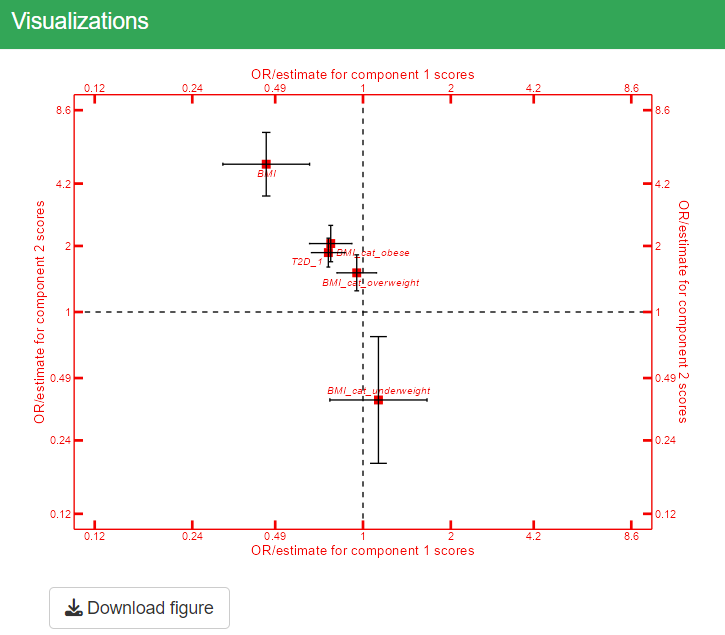 Visualizations
OR/estimate for component 1 scores
0.12 0.24 0.49 1 2 4.2 8.6
8.6 8.6
BMI
4.2 4.2
OR/estimate for component 2 scores
OR/estimate for component 2 scores
2 2
BMI_cat_obese
T2D_1
BMI_cat_overweight
1 1
0.49 0.49
BMI_cat_underweight
0.24 0.24
0.12 0.12
0.12 0.24 0.49 1 2 4.2 8.6
OR/estimate for component 1 scores
Download figure